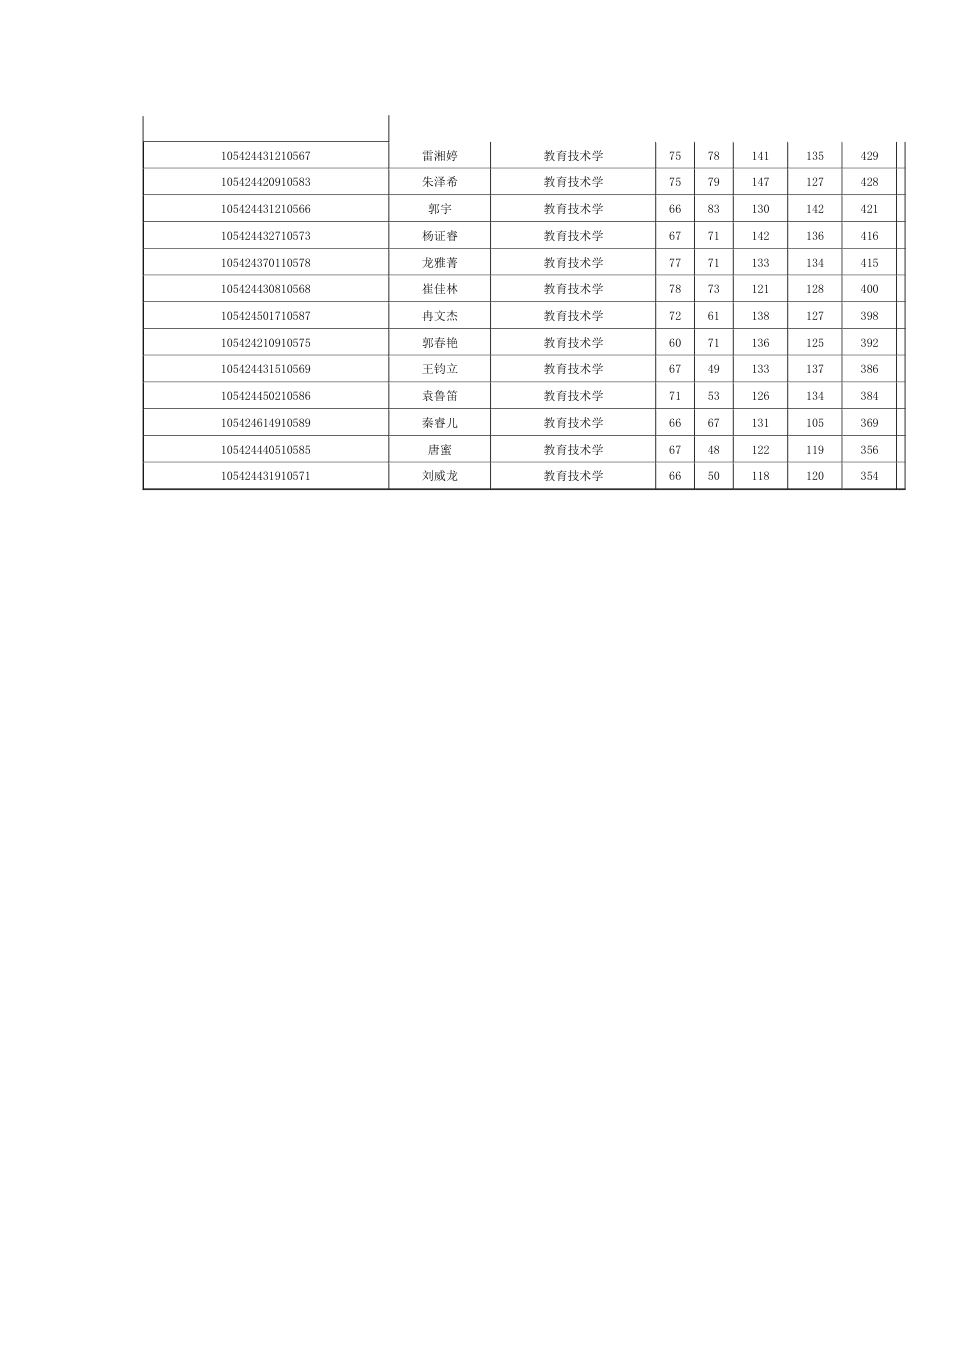 105424431210567 雷湘婷 教育技术学 75 78 141 135 429
105424420910583 朱泽希 教育技术学 75 79 147 127 428
105424431210566 郭宇 教育技术学 66 83 130 142 421
105424432710573 杨证睿 教育技术学 67 71 142 136 416
105424370110578 龙雅菁 教育技术学 77 71 133 134 415
105424430810568 崔佳林 教育技术学 78 73 121 128 400
105424501710587 冉文杰 教育技术学 72 61 138 127 398
105424210910575 郭春艳 教育技术学 60 71 136 125 392
105424431510569 王钧立 教育技术学 67 49 133 137 386
105424450210586 袁鲁笛 教育技术学 71 53 126 134 384
105424614910589 秦睿儿 教育技术学 66 67 131 105 369
105424440510585 唐蜜 教育技术学 67 48 122 119 356
105424431910571 刘威龙 教育技术学 66 50 118 120 354